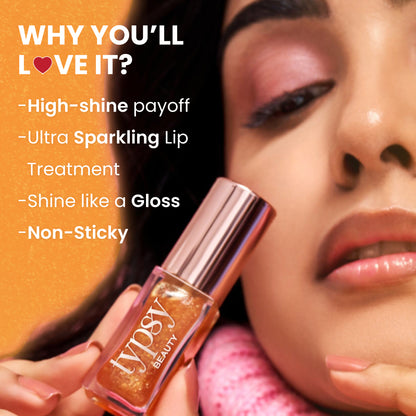 WHY YOU'LL
L❤VE IT?
-High-shine payoff
-Ultra Sparkling Lip
Treatment
-Shine like a Gloss
-Non-Sticky
typsy
BEAUTY